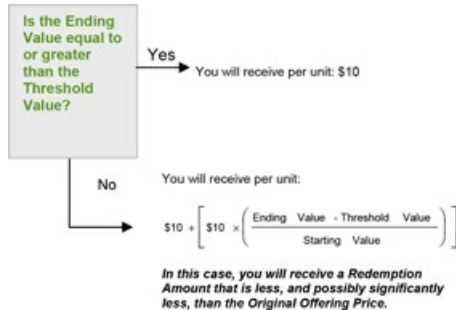 Is the Ending
Value equal to
or greater
than the
Threshold
Value?
Yes
You will receive per unit: $10
No
You will receive per unit:
$10 + [ $10 × ( Ending Value - Threshold Value
Starting Value ) ]
In this case, you will receive a Redemption
Amount that is less, and possibly significantly
less, than the Original Offering Price.